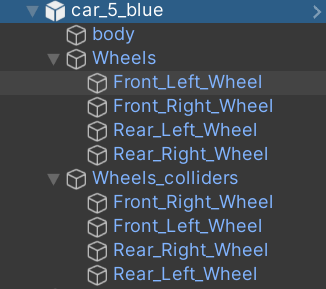 car_5_blue
body
Wheels
Front_Left_Wheel
Front_Right_Wheel
Rear_Left_Wheel
Rear_Right_Wheel
Wheels_colliders
Front_Right_Wheel
Front_Left_Wheel
Rear_Right_Wheel
Rear_Left_Wheel